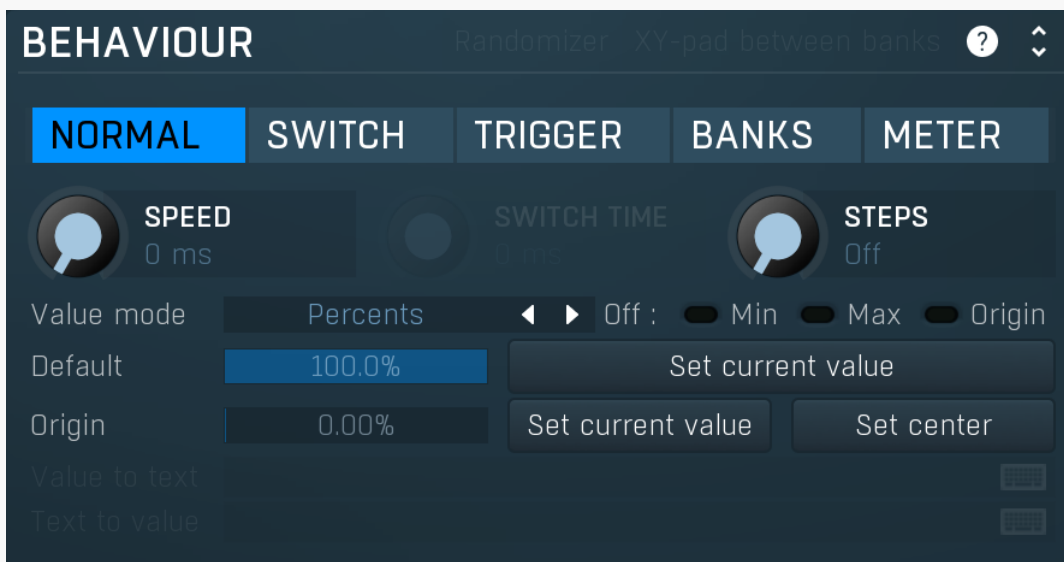 BEHAVIOUR Randomizer XY-pad between banks ?
NORMAL SWITCH TRIGGER BANKS METER
SPEED SWITCH TIME STEPS
0 ms 0 ms Off
Value mode Percents Off : Min Max Origin
Default 100.0% Set current value
Origin 0.00% Set current value Set center
Value to text
Text to value